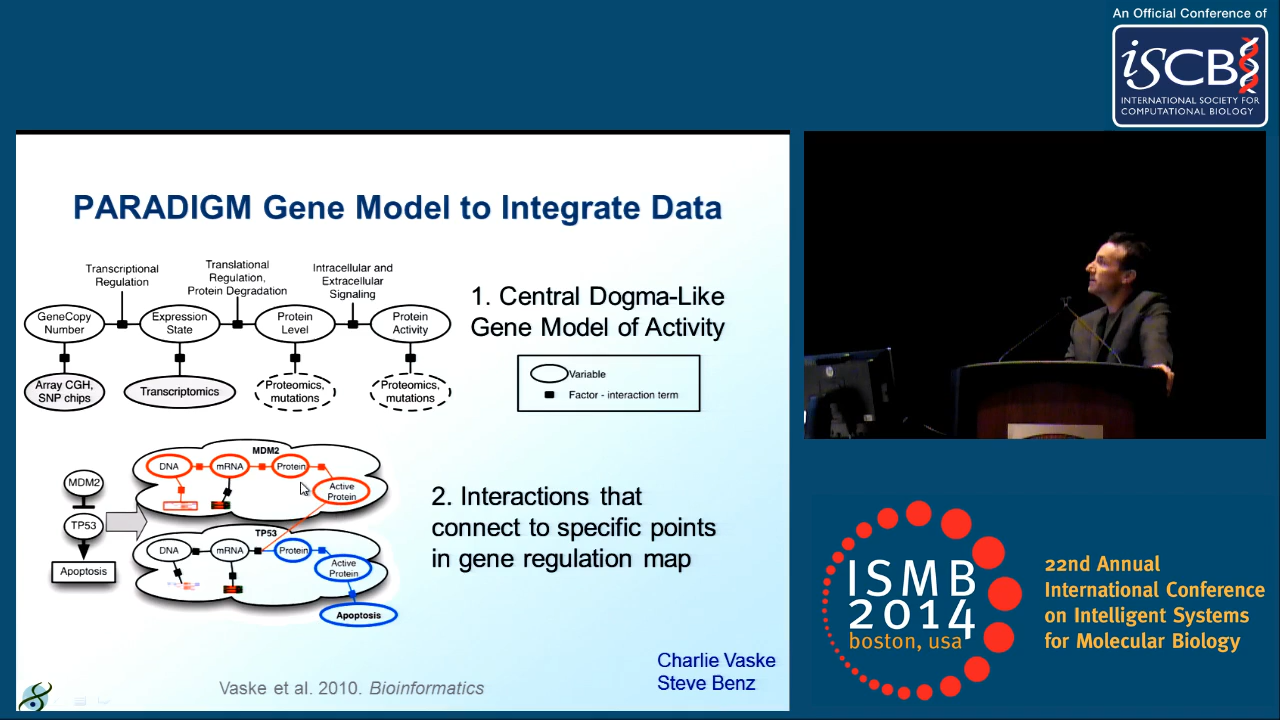 An Official Conference of
iSCB
INTERNATIONAL SOCIETY FOR
COMPUTATIONAL BIOLOGY
PARADIGM Gene Model to Integrate Data
Transcriptional
Regulation
Translational
Regulation,
Protein Degradation
Intracellular and
Extracellular
Signaling
GeneCopy
Number
Expression
State
Protein
Level
Protein
Activity
Array CGH,
SNP chips
Transcriptomics
Proteomics,
mutations
Proteomics,
mutations
1. Central Dogma-Like
Gene Model of Activity
Variable
Factor - interaction term
MDM2
TP53
Apoptosis
MDM2
DNA
mRNA
Protein
Active
Protein
TP53
DNA
mRNA
Protein
Active
Protein
Apoptosis
2. Interactions that
connect to specific points
in gene regulation map
Charlie Vaske
Steve Benz
Vaske et al. 2010. Bioinformatics
ISMB
2014
boston, usa
22nd Annual
International Conference
on Intelligent Systems
for Molecular Biology